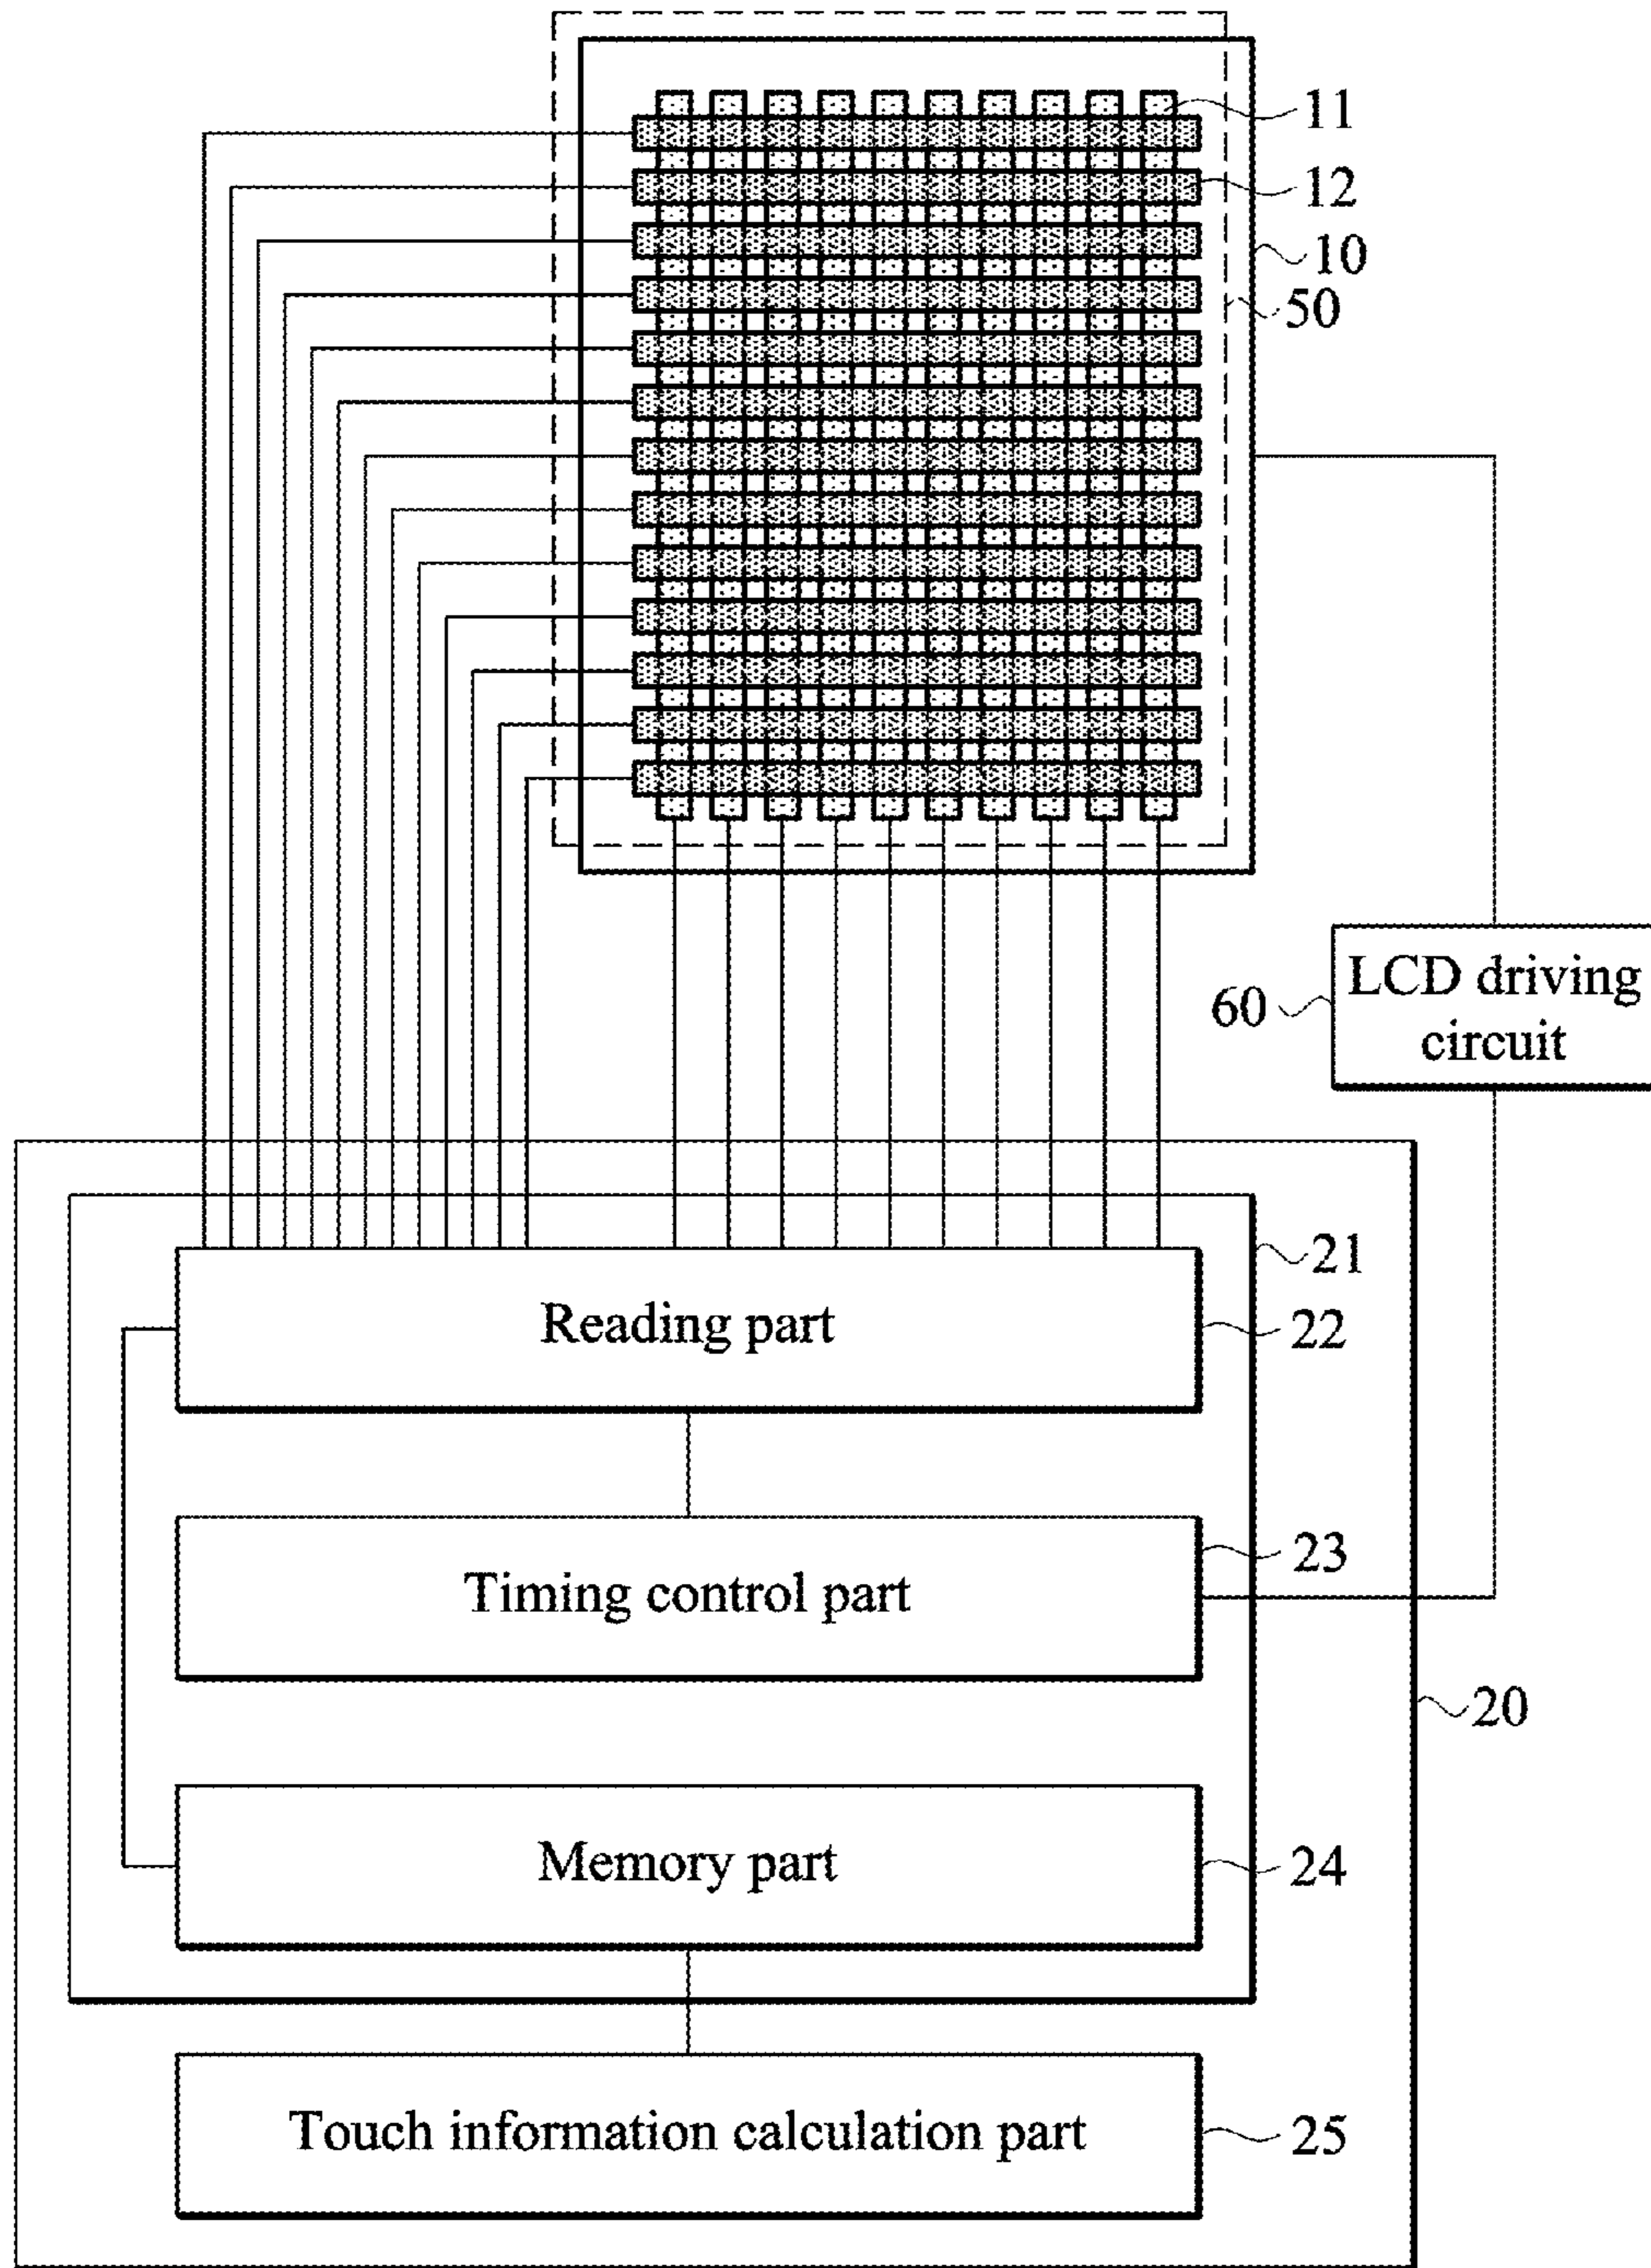 11
12
10
50
LCD driving
circuit
60
21
Reading part
22
23
Timing control part
20
Memory part
24
Touch information calculation part
25